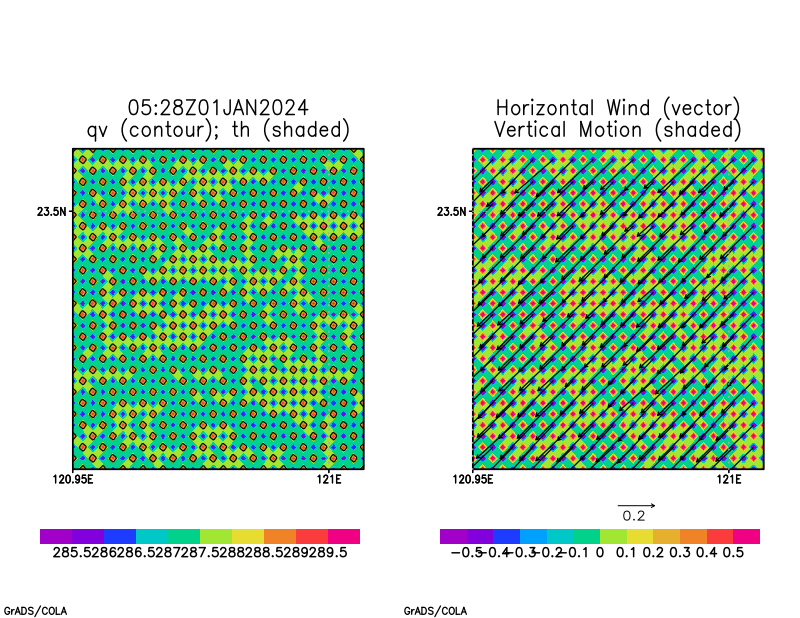 05:28Z01JAN2024
qv (contour); th (shaded)
23.5N
120.95E 121E
285.5 286 286.5 287 287.5 288 288.5 289 289.5
GrADS/COLA
Horizontal Wind (vector)
Vertical Motion (shaded)
23.5N
120.95E 121E
0.2
-0.5 -0.4 -0.3 -0.2 -0.1 0 0.1 0.2 0.3 0.4 0.5
GrADS/COLA